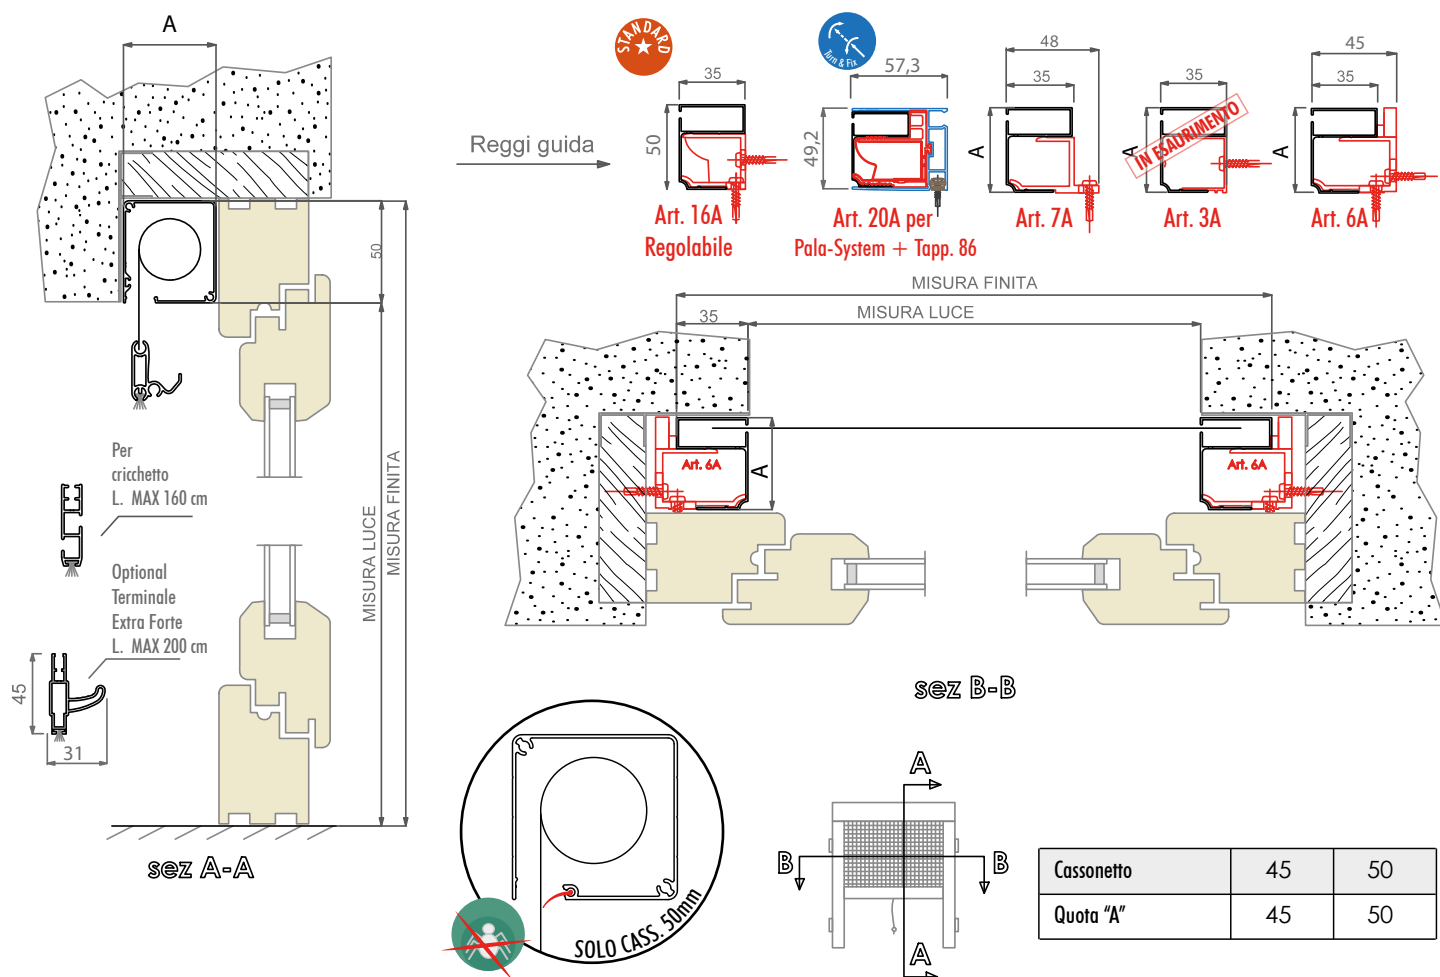 A
STANDARD
Turn & Fix
35
57,3
48
35
35
45
35
50
49,2
A
A
A
IN ESAURIMENTO
Reggi guida
Art. 16A
Regolabile
Art. 20A per
Pala-System + Tapp. 86
Art. 7A
Art. 3A
Art. 6A
50
MISURA LUCE
MISURA FINITA
MISURA FINITA
35
MISURA LUCE
Art. 6A
A
Art. 6A
Per
cricchetto
L. MAX 160 cm
Optional
Terminale
Extra Forte
L. MAX 200 cm
45
31
sez A-A
sez B-B
SOLO CASS. 50mm
A
B
B
A
Cassonetto 45 50
Quota "A" 45 50